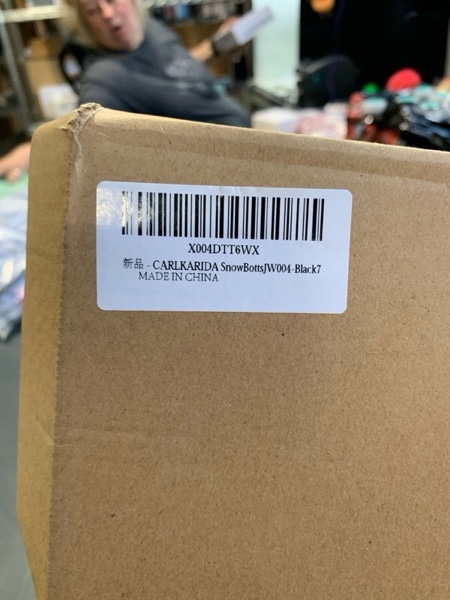 X004DTT6WX
新品 - CARLKARIDA SnowBottsJW004-Black7
MADE IN CHINA